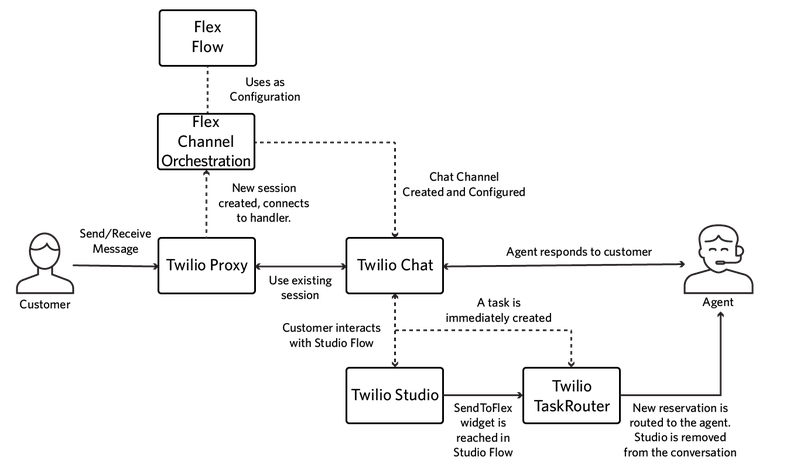 Flex
Flow
Uses as
Configuration
Flex
Channel
Orchestration
Chat Channel
Created and Configured
New session
created, connects
to handler.
Send/Receive
Message
Twilio Proxy
Twilio Chat
Agent responds to customer
Use existing
session
Customer
Agent
A task is
immediately created
Customer interacts
with Studio Flow
Twilio Studio
Twilio
TaskRouter
SendToFlex
widget is
reached in
Studio Flow
New reservation is
routed to the agent.
Studio is removed
from the conversation